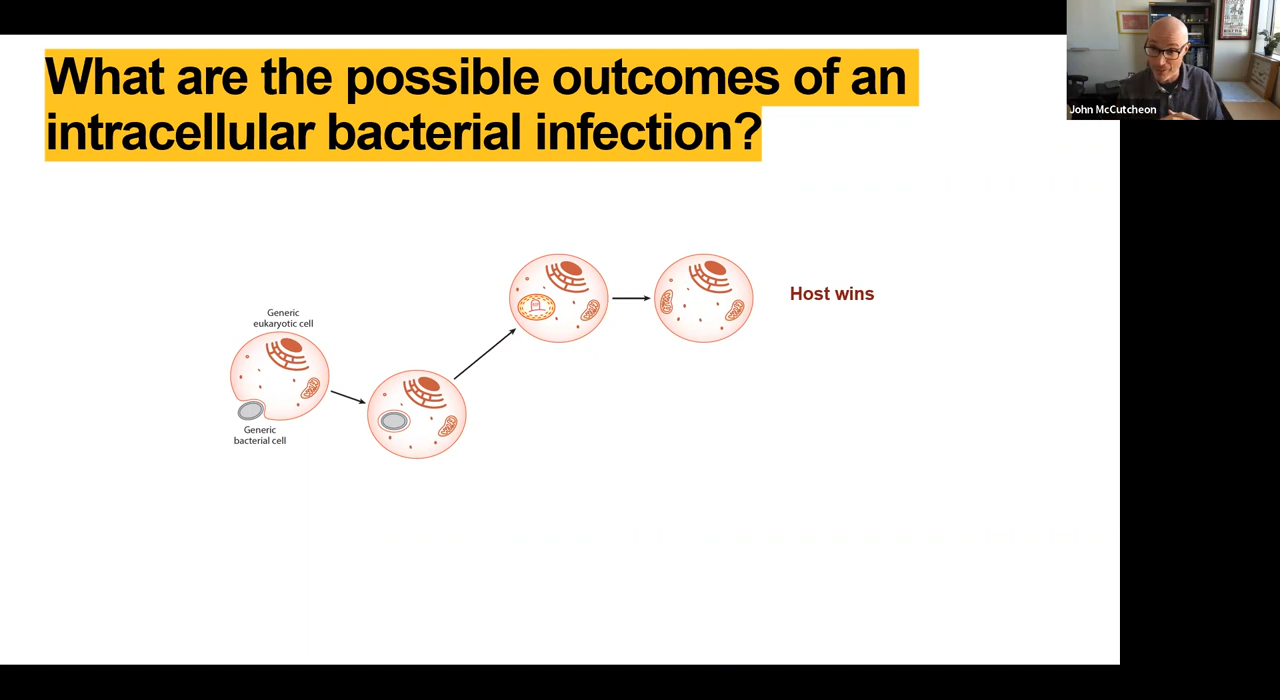 What are the possible outcomes of an
intracellular bacterial infection?
John McCutcheon
Host wins
Generic
eukaryotic cell
Generic
bacterial cell